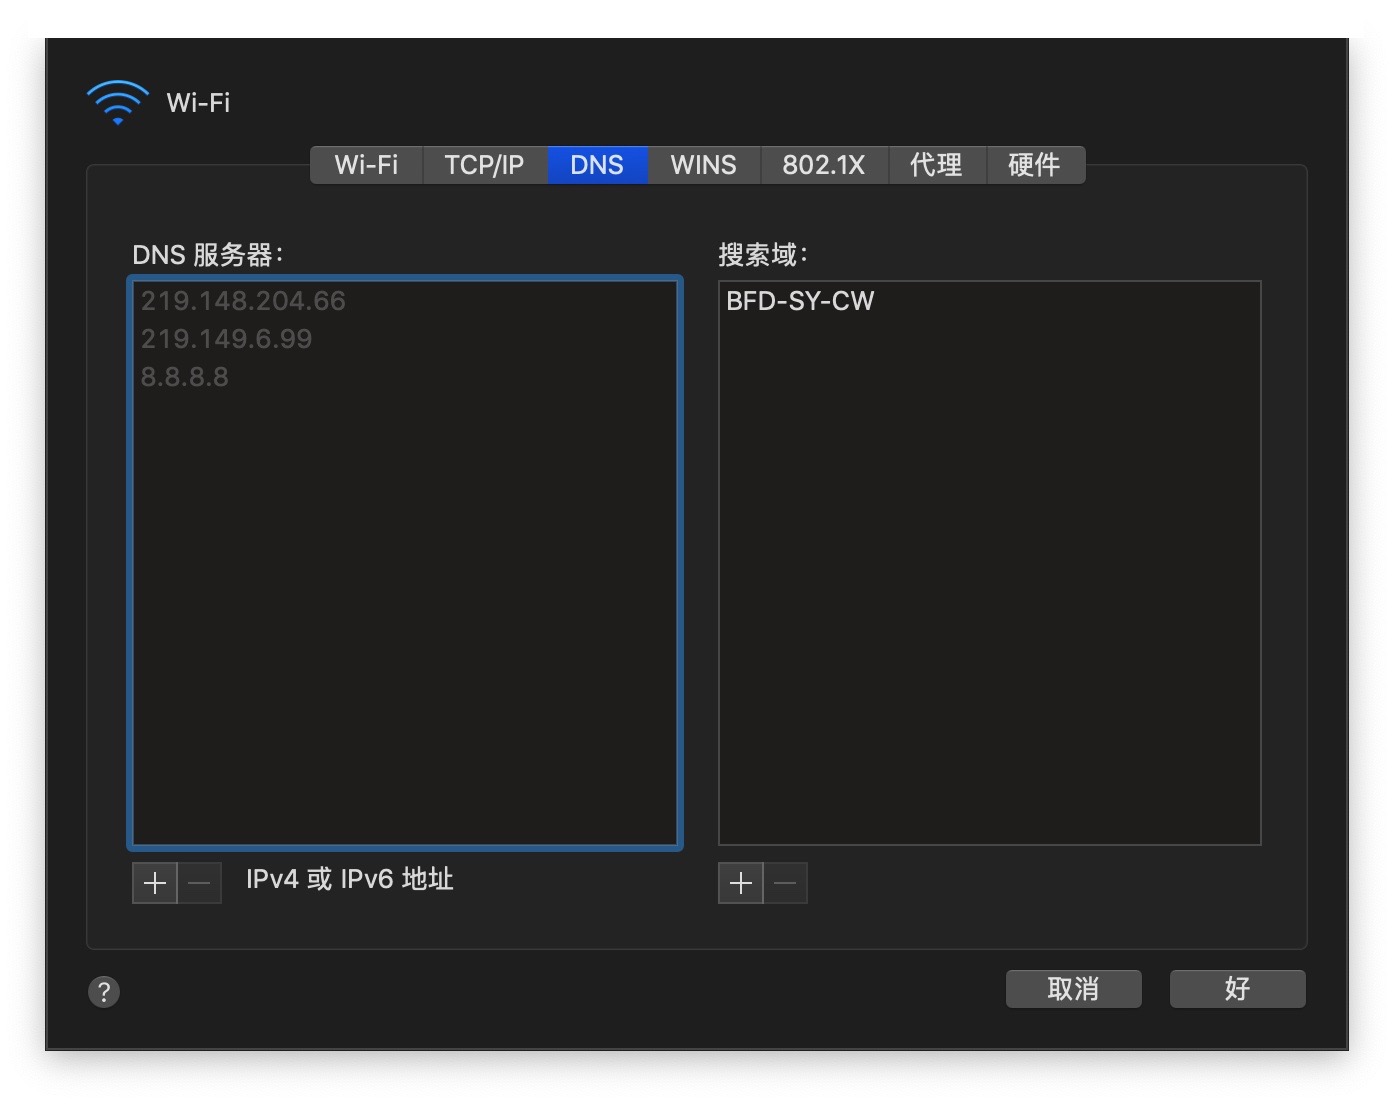 Wi-Fi
Wi-Fi TCP/IP DNS WINS 802.1X 代理 硬件
DNS 服务器：
219.148.204.66
219.149.6.99
8.8.8.8
搜索域：
BFD-SY-CW
+ — IPv4 或 IPv6 地址
+ —
? 取消 好